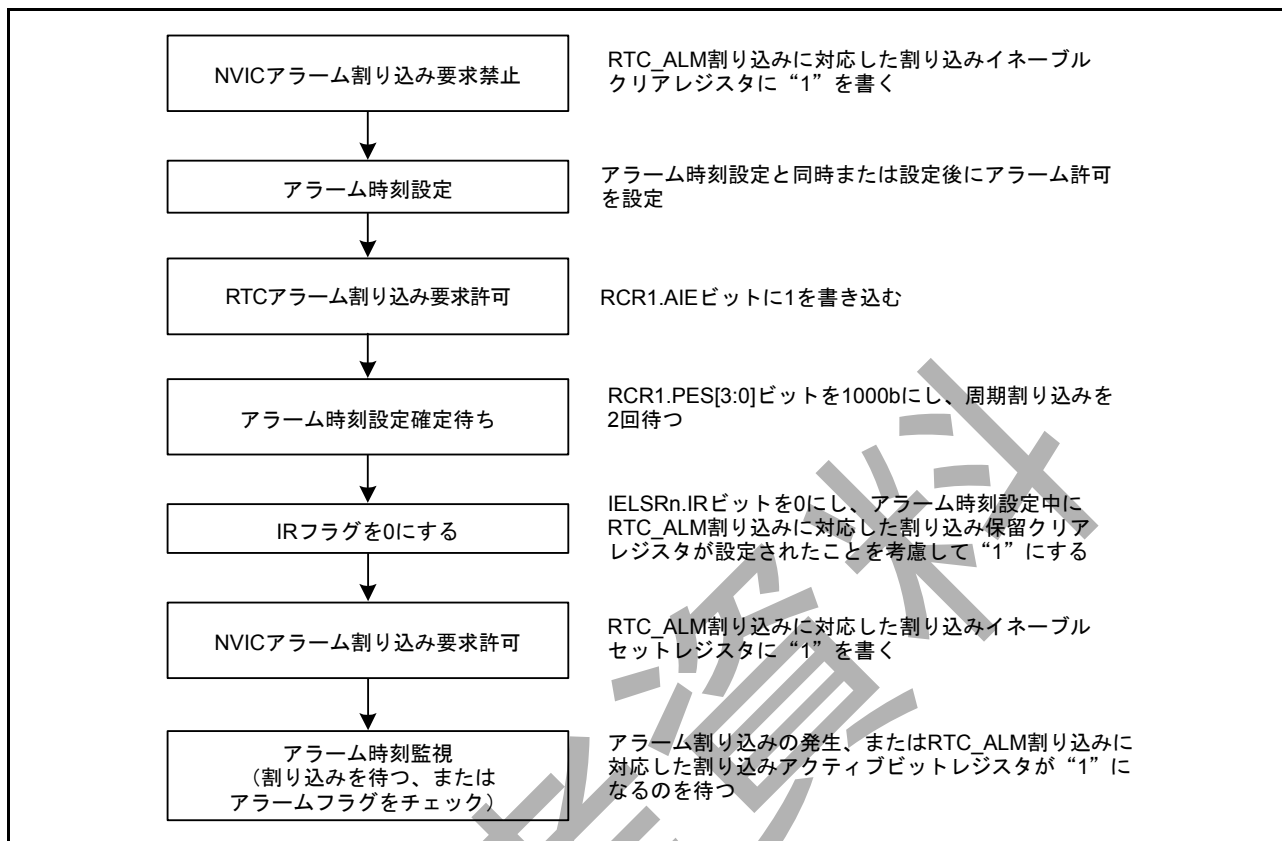 NVICアラーム割り込み要求禁止
RTC_ALM割り込みに対応した割り込みイネーブル
クリアレジスタに“1”を書く
アラーム時刻設定
アラーム時刻設定と同時または設定後にアラーム許可
を設定
RTCアラーム割り込み要求許可
RCR1.AIEビットに1を書き込む
アラーム時刻設定確定待ち
RCR1.PES[3:0]ビットを1000bにし、周期割り込みを
2回待つ
IRフラグを0にする
IELSRn.IRビットを0にし、アラーム時刻設定中に
RTC_ALM割り込みに対応した割り込み保留クリア
レジスタが設定されたことを考慮して“1”にする
NVICアラーム割り込み要求許可
RTC_ALM割り込みに対応した割り込みイネーブル
セットレジスタに“1”を書く
アラーム時刻監視
（割り込みを待つ、または
アラームフラグをチェック）
アラーム割り込みの発生、またはRTC_ALM割り込みに
対応した割り込みアクティブビットレジスタが“1”に
なるのを待つ
資料